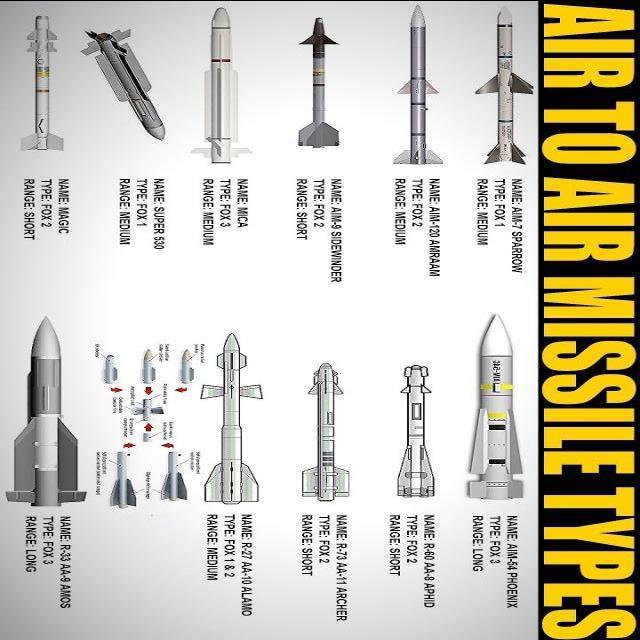 AIR TO AIR MISSILE TYPES
NAME: AIM-7 SPARROW
TYPE: FOX 1
RANGE: MEDIUM
NAME: AIM-54 PHOENIX
TYPE: FOX 3
RANGE: LONG
NAME: AIM-120 AMRAAM
TYPE: FOX 2
RANGE: MEDIUM
NAME: R-60 AA-8 APHID
TYPE: FOX 2
RANGE: SHORT
NAME: AIM-9 SIDEWINDER
TYPE: FOX 2
RANGE: SHORT
NAME: R-73 AA-11 ARCHER
TYPE: FOX 2
RANGE: SHORT
NAME: MICA
TYPE: FOX 3
RANGE: MEDIUM
NAME: R-27 AA-10 ALAMO
TYPE: FOX 1 & 2
RANGE: MEDIUM
NAME: SUPER 530
TYPE: FOX 1
RANGE: MEDIUM
NAME: MAGIC
TYPE: FOX 2
RANGE: SHORT
NAME: R-33 AA-9 AMOS
TYPE: FOX 3
RANGE: LONG